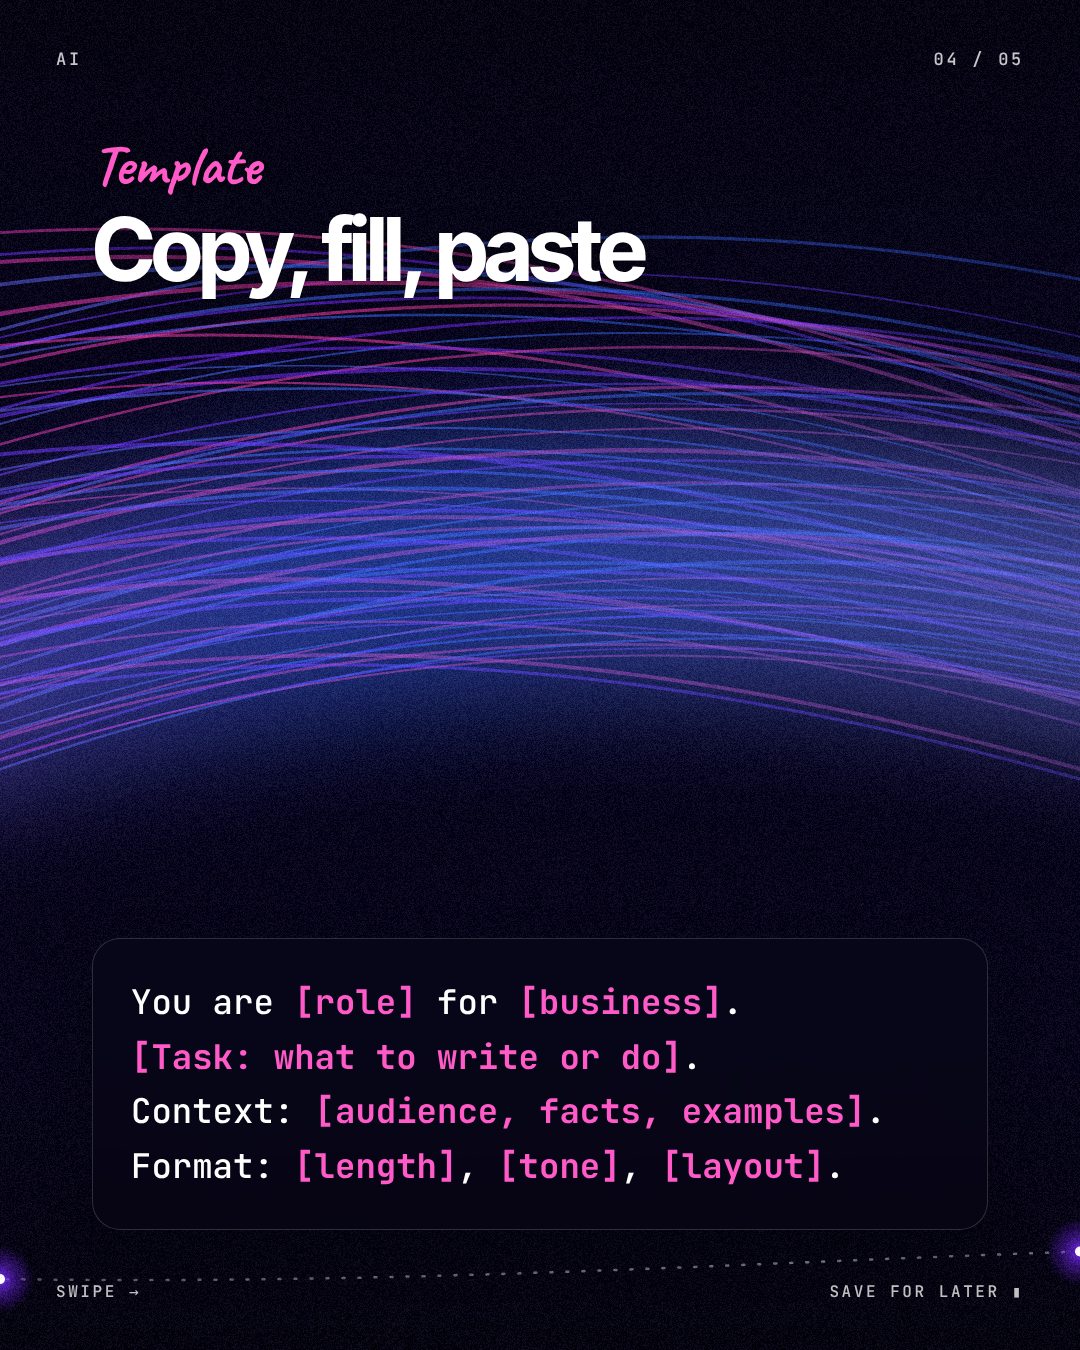 AI
04 / 05
Template
Copy, fill, paste
You are [role] for [business].
[Task: what to write or do].
Context: [audience, facts, examples].
Format: [length], [tone], [layout].
SWIPE →
SAVE FOR LATER ▮